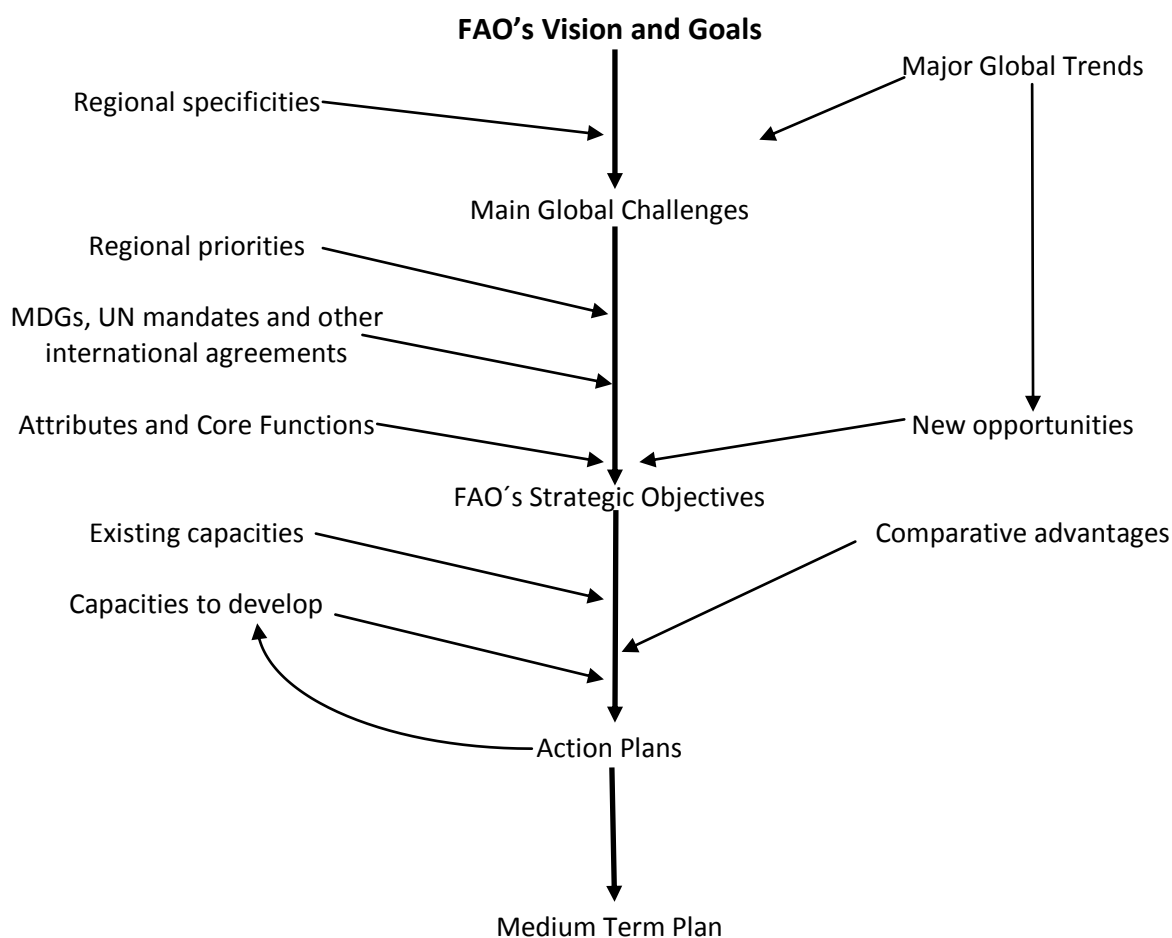 FAO’s Vision and Goals
Major Global Trends
Regional specificities
Main Global Challenges
Regional priorities
MDGs, UN mandates and other
international agreements
Attributes and Core Functions
New opportunities
FAO´s Strategic Objectives
Existing capacities
Comparative advantages
Capacities to develop
Action Plans
Medium Term Plan